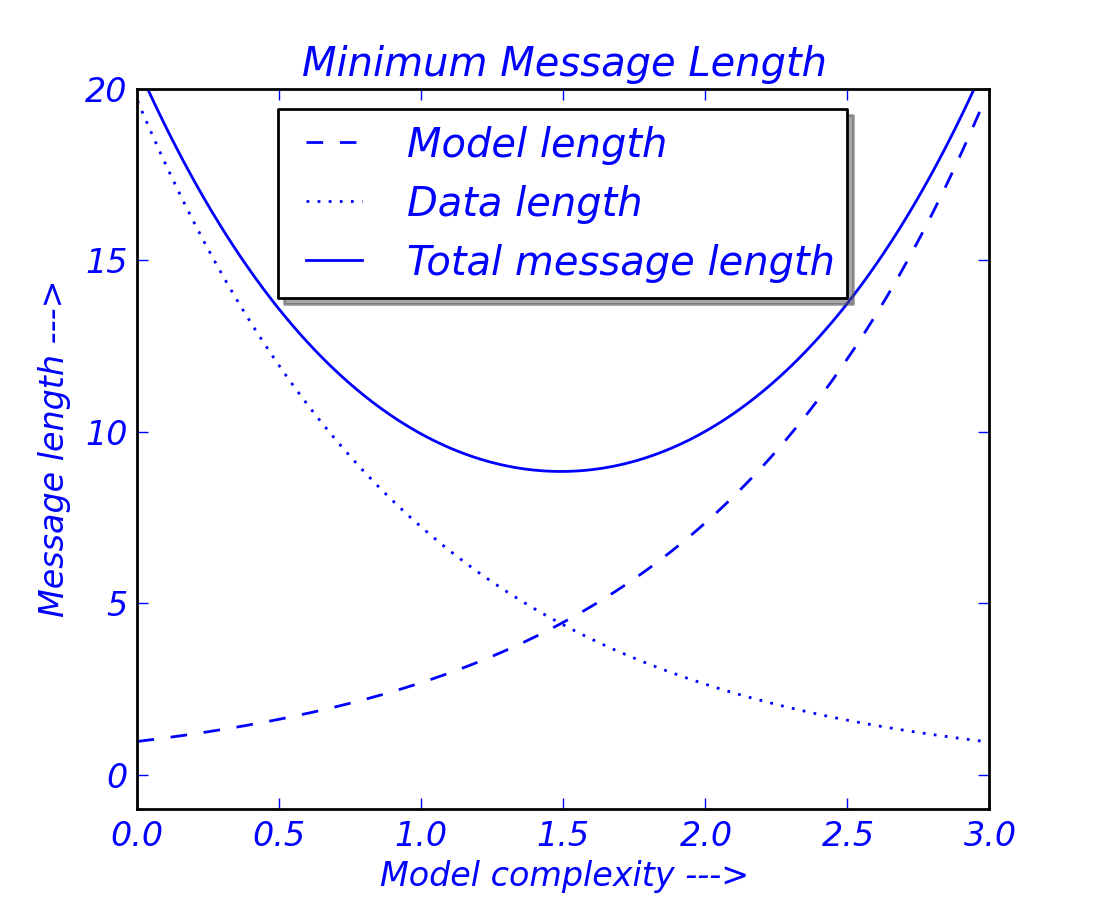 Minimum Message Length
20
15
10
5
0
Message length --->
Model length
Data length
Total message length
0.0 0.5 1.0 1.5 2.0 2.5 3.0
Model complexity --->